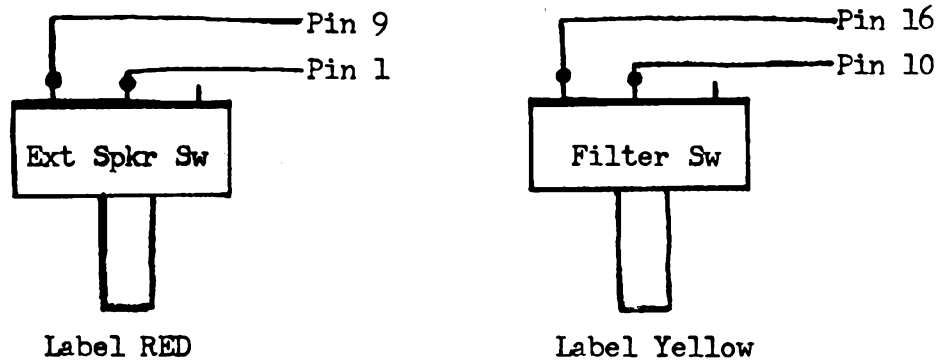 Pin 9
Pin 1
Ext Spkr Sw
Label RED
Pin 16
Pin 10
Filter Sw
Label Yellow